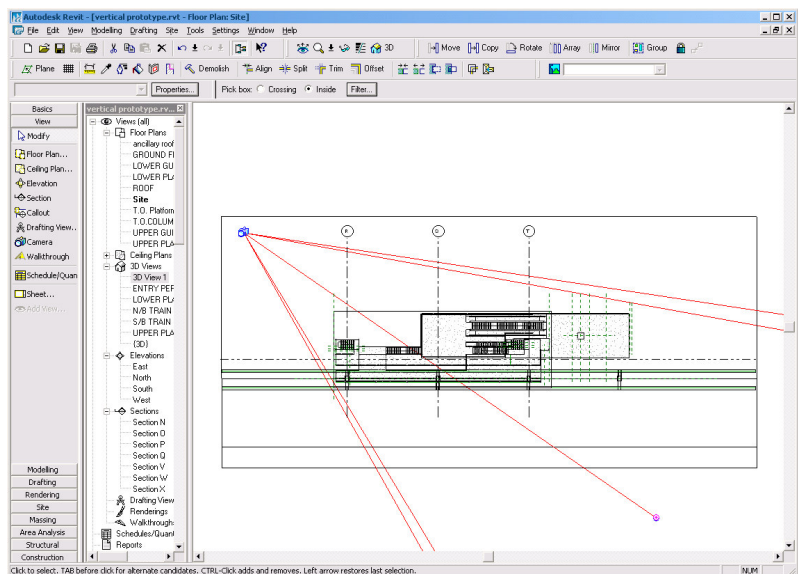 Autodesk Revit - [vertical prototype.rvt - Floor Plan: Site]
File Edit View Modelling Drafting Site Tools Settings Window Help
3D Move Copy Rotate Array Mirror Group
Plane Demolish Align Split Trim Offset
Properties... Pick box: Crossing Inside Filter...
Basics
View
Modify
Floor Plan...
Ceiling Plan...
Elevation
Section
Callout
Drafting View..
Camera
Walkthrough
Schedule/Quan
Sheet...
Add View...
Modelling
Drafting
Rendering
Site
Massing
Area Analysis
Structural
Construction
vertical prototype.rv...
Views (all)
Floor Plans
ancillary roof
GROUND FI
LOWER GU
LOWER PLA
ROOF
Site
T.O. Platform
T.O.COLUM
UPPER GUI
UPPER PLA
Ceiling Plans
3D Views
3D View 1
ENTRY PER
LOWER PLA
N/B TRAIN
S/B TRAIN
UPPER PLA
{3D}
Elevations
East
North
South
West
Sections
Section N
Section O
Section P
Section Q
Section V
Section W
Section X
Drafting View
Renderings
Walkthroughs
Schedules/Quant
Reports
Click to select. TAB before click for alternate candidates. CTRL-Click adds and removes. Left arrow restores last selection. NUM